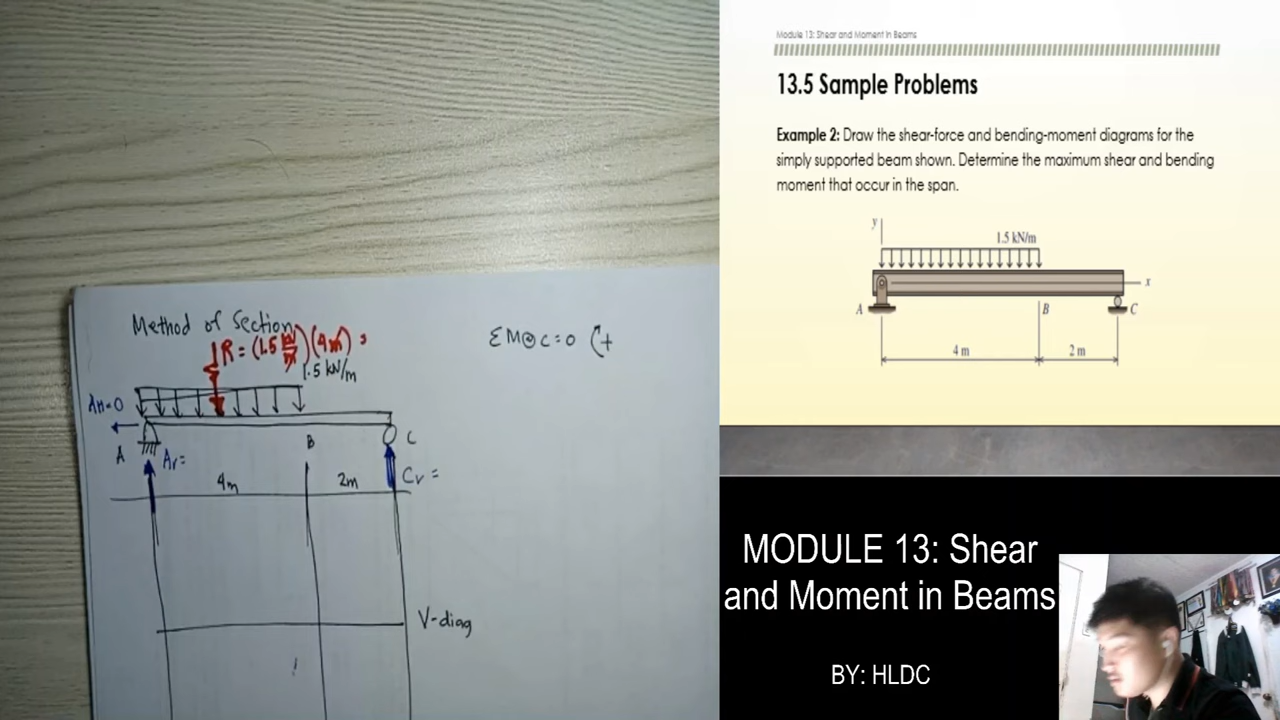 Method of Section
R = (1.5 kN/m)(4m) =
1.5 kN/m
AH=0
A
Av=
B
C
Cv =
4m
2m
V-diag
ΣM@C=0 (+
Module 13: Shear and Moment in Beams
13.5 Sample Problems
Example 2: Draw the shear-force and bending-moment diagrams for the
simply supported beam shown. Determine the maximum shear and bending
moment that occur in the span.
y
1.5 kN/m
x
A
B
C
4 m
2 m
MODULE 13: Shear
and Moment in Beams
BY: HLDC